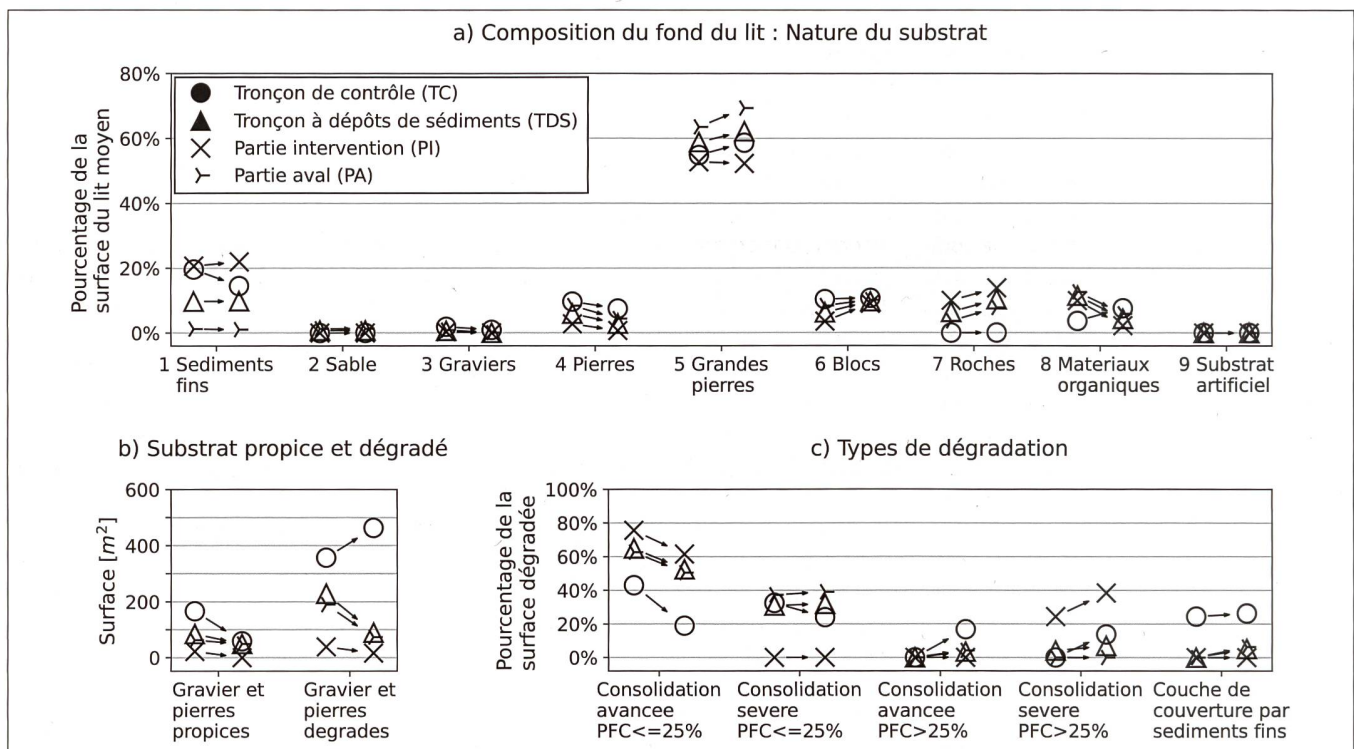 a) Composition du fond du lit : Nature du substrat
Pourcentage de la
surface du lit moyen
80%
60%
40%
20%
0%
Tronçon de contrôle (TC)
Tronçon à dépôts de sédiments (TDS)
Partie intervention (PI)
Partie aval (PA)
1 Sediments
fins
2 Sable
3 Graviers
4 Pierres
5 Grandes
pierres
6 Blocs
7 Roches
8 Materiaux
organiques
9 Substrat
artificiel
b) Substrat propice et dégradé
Surface [m²]
600
400
200
0
Gravier et
pierres
propices
Gravier et
pierres
degrades
c) Types de dégradation
Pourcentage de la
surface dégradée
100%
80%
60%
40%
20%
0%
Consolidation
avancee
PFC<=25%
Consolidation
severe
PFC<=25%
Consolidation
avancee
PFC>25%
Consolidation
severe
PFC>25%
Couche de
couverture par
sediments fins